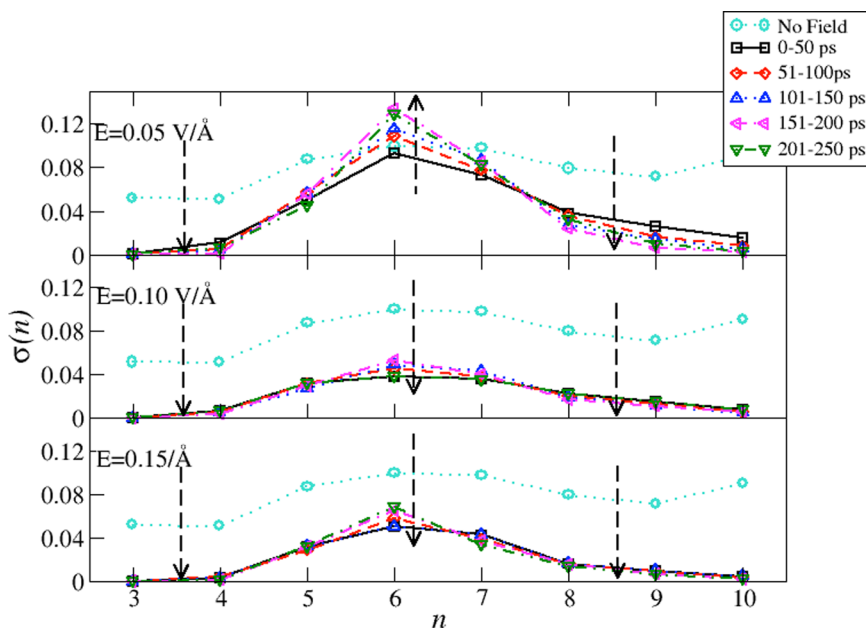 No Field
0-50 ps
51-100ps
101-150 ps
151-200 ps
201-250 ps
0.12
E=0.05 V/Å
0.08
0.04
0
0.12
E=0.10 V/Å
0.08
σ(n)
0.04
0
0.12
E=0.15/Å
0.08
0.04
0
3 4 5 6 7 8 9 10
n